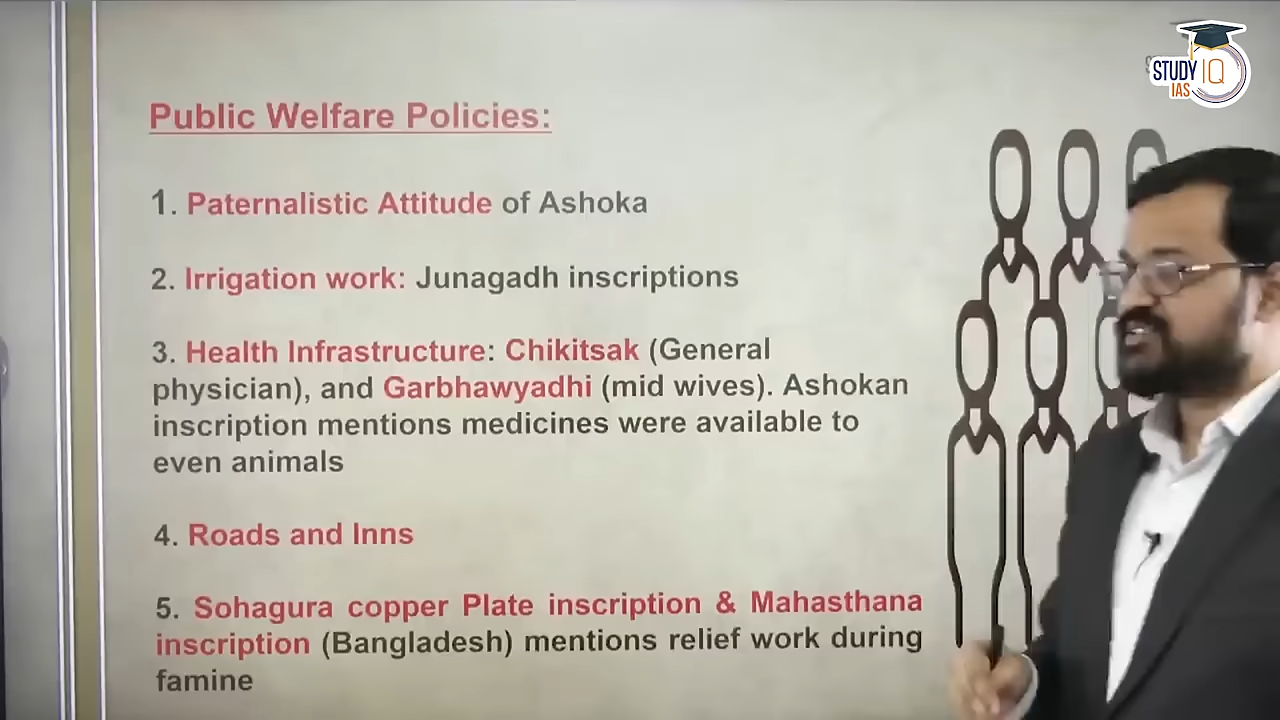 STUDY IQ
IAS
Public Welfare Policies:
1. Paternalistic Attitude of Ashoka
2. Irrigation work: Junagadh inscriptions
3. Health Infrastructure: Chikitsak (General
physician), and Garbhawyadhi (mid wives). Ashokan
inscription mentions medicines were available to
even animals
4. Roads and Inns
5. Sohagura copper Plate inscription & Mahasthana
inscription (Bangladesh) mentions relief work during
famine